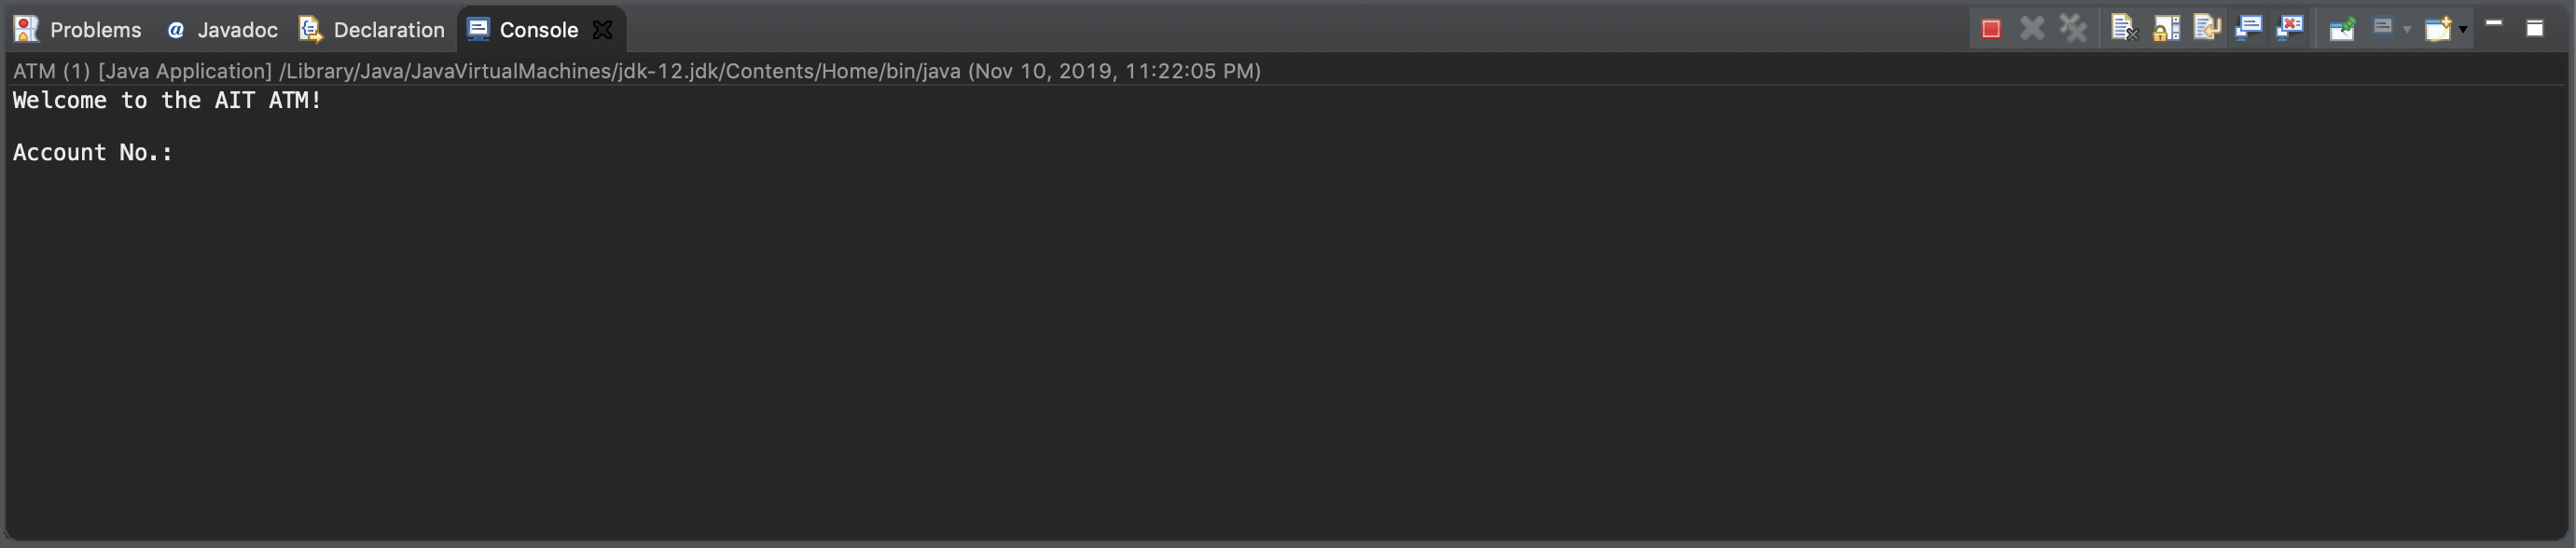 Problems Javadoc Declaration Console
ATM (1) [Java Application] /Library/Java/JavaVirtualMachines/jdk-12.jdk/Contents/Home/bin/java (Nov 10, 2019, 11:22:05 PM)
Welcome to the AIT ATM!
Account No.: